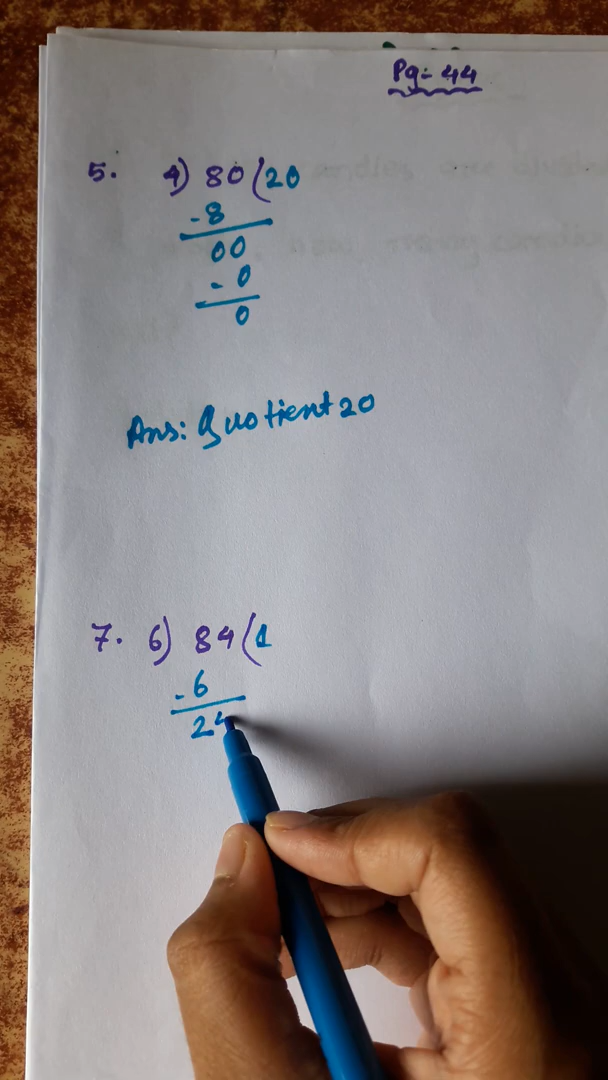 Pg- 44
5. 4) 80 (20
-8
00
- 0
0
Ans: Quotient 20
7. 6) 84 (1
-6
24